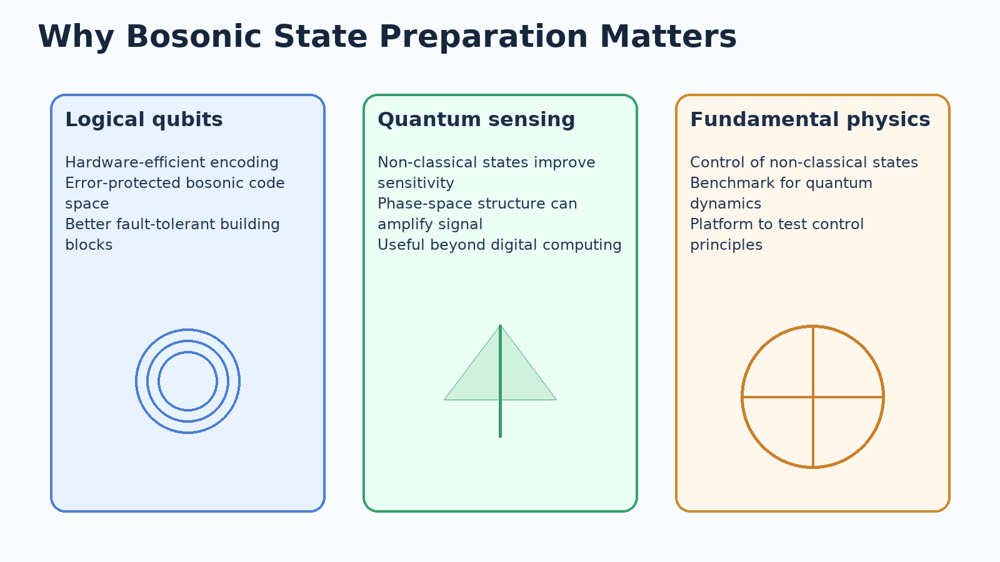 Why Bosonic State Preparation Matters
Logical qubits
Hardware-efficient encoding
Error-protected bosonic code
space
Better fault-tolerant building
blocks
Quantum sensing
Non-classical states improve
sensitivity
Phase-space structure can
amplify signal
Useful beyond digital computing
Fundamental physics
Control of non-classical states
Benchmark for quantum
dynamics
Platform to test control
principles